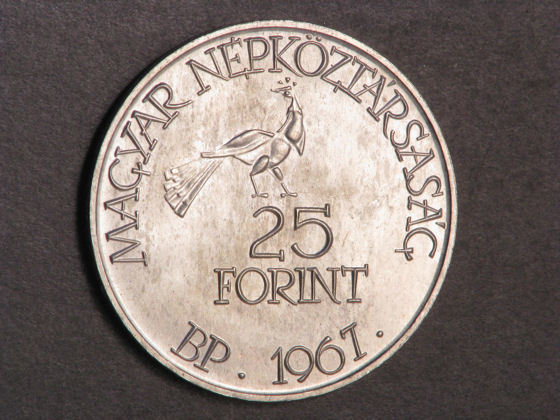 MAGYAR NÉPKÖZTÁRSASÁG
25
FORINT
BP. 1967.